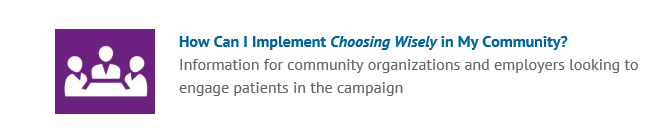 How Can I Implement Choosing Wisely in My Community?
Information for community organizations and employers looking to
engage patients in the campaign